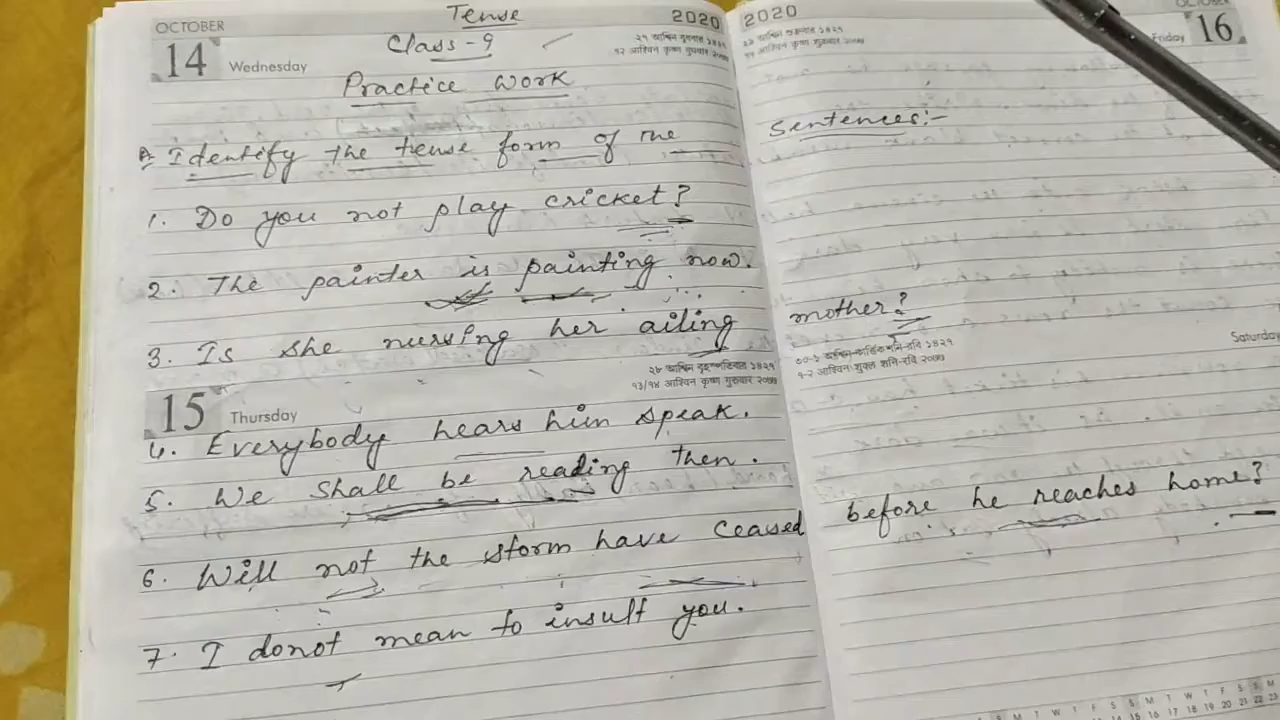 OCTOBER
14 Wednesday
Tense
2020
Class-9
Practice Work
A. Identify the tense form of the
1. Do you not play cricket?
2. The painter is painting now.
3. Is she nursing her ailing
15 Thursday
4. Everybody hears him speak.
5. We shall be reading then.
6. Will not the storm have ceased
7. I donot mean to insult you.
2020
Friday 16
sentences:-
mother?
Saturday
before he reaches home?